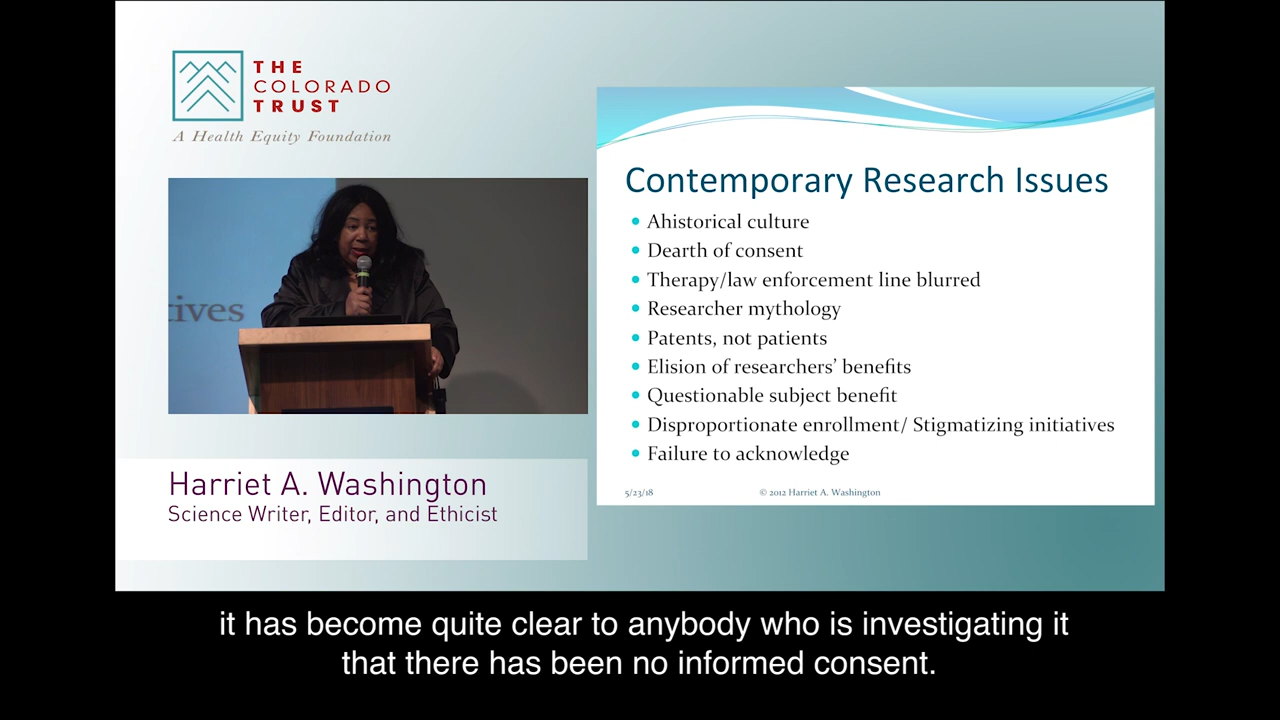 THE
COLORADO
TRUST
A Health Equity Foundation
tives
Harriet A. Washington
Science Writer, Editor, and Ethicist
Contemporary Research Issues
• Ahistorical culture
• Dearth of consent
• Therapy/law enforcement line blurred
• Researcher mythology
• Patents, not patients
• Elision of researchers’ benefits
• Questionable subject benefit
• Disproportionate enrollment/ Stigmatizing initiatives
• Failure to acknowledge
5/23/18
© 2012 Harriet A. Washington
it has become quite clear to anybody who is investigating it
that there has been no informed consent.